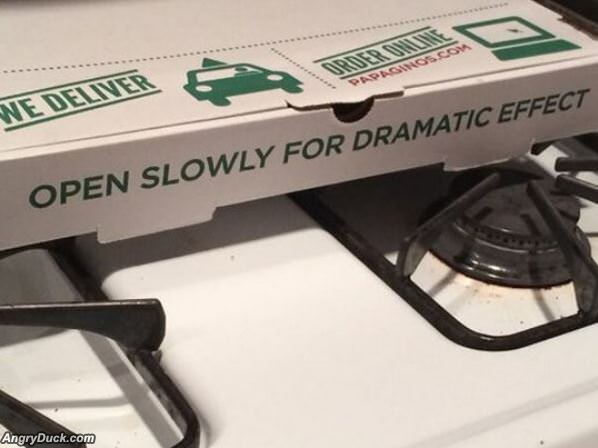 WE DELIVER
ORDER ONLINE
PAPAGINOS.COM
OPEN SLOWLY FOR DRAMATIC EFFECT
AngryDuck.com